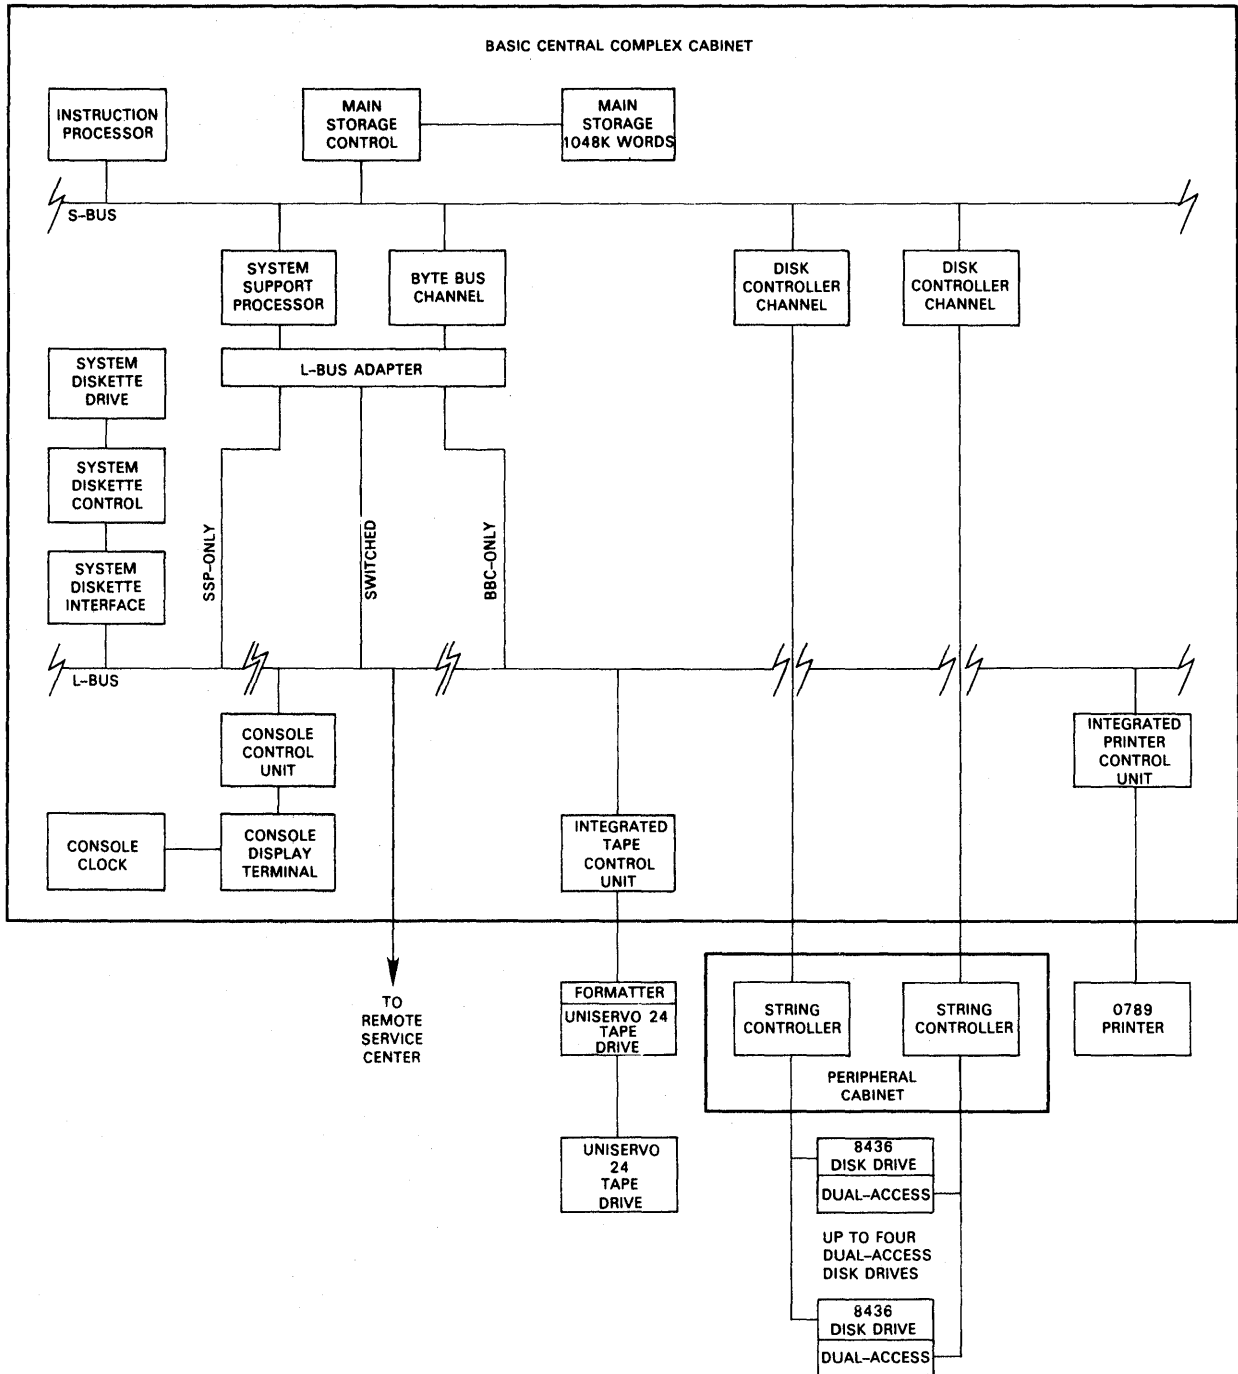 BASIC CENTRAL COMPLEX CABINET
INSTRUCTION
PROCESSOR
MAIN
STORAGE
CONTROL
MAIN
STORAGE
1048K WORDS
S-BUS
SYSTEM
SUPPORT
PROCESSOR
BYTE BUS
CHANNEL
DISK
CONTROLLER
CHANNEL
DISK
CONTROLLER
CHANNEL
L-BUS ADAPTER
SYSTEM
DISKETTE
DRIVE
SYSTEM
DISKETTE
CONTROL
SYSTEM
DISKETTE
INTERFACE
SSP-ONLY
SWITCHED
BBC-ONLY
L-BUS
CONSOLE
CONTROL
UNIT
INTEGRATED
PRINTER
CONTROL
UNIT
CONSOLE
CLOCK
CONSOLE
DISPLAY
TERMINAL
INTEGRATED
TAPE
CONTROL
UNIT
TO
REMOTE
SERVICE
CENTER
FORMATTER
UNISERVO 24
TAPE
DRIVE
STRING
CONTROLLER
STRING
CONTROLLER
0789
PRINTER
PERIPHERAL
CABINET
UNISERVO
24
TAPE
DRIVE
8436
DISK DRIVE
DUAL-ACCESS
UP TO FOUR
DUAL-ACCESS
DISK DRIVES
8436
DISK DRIVE
DUAL-ACCESS